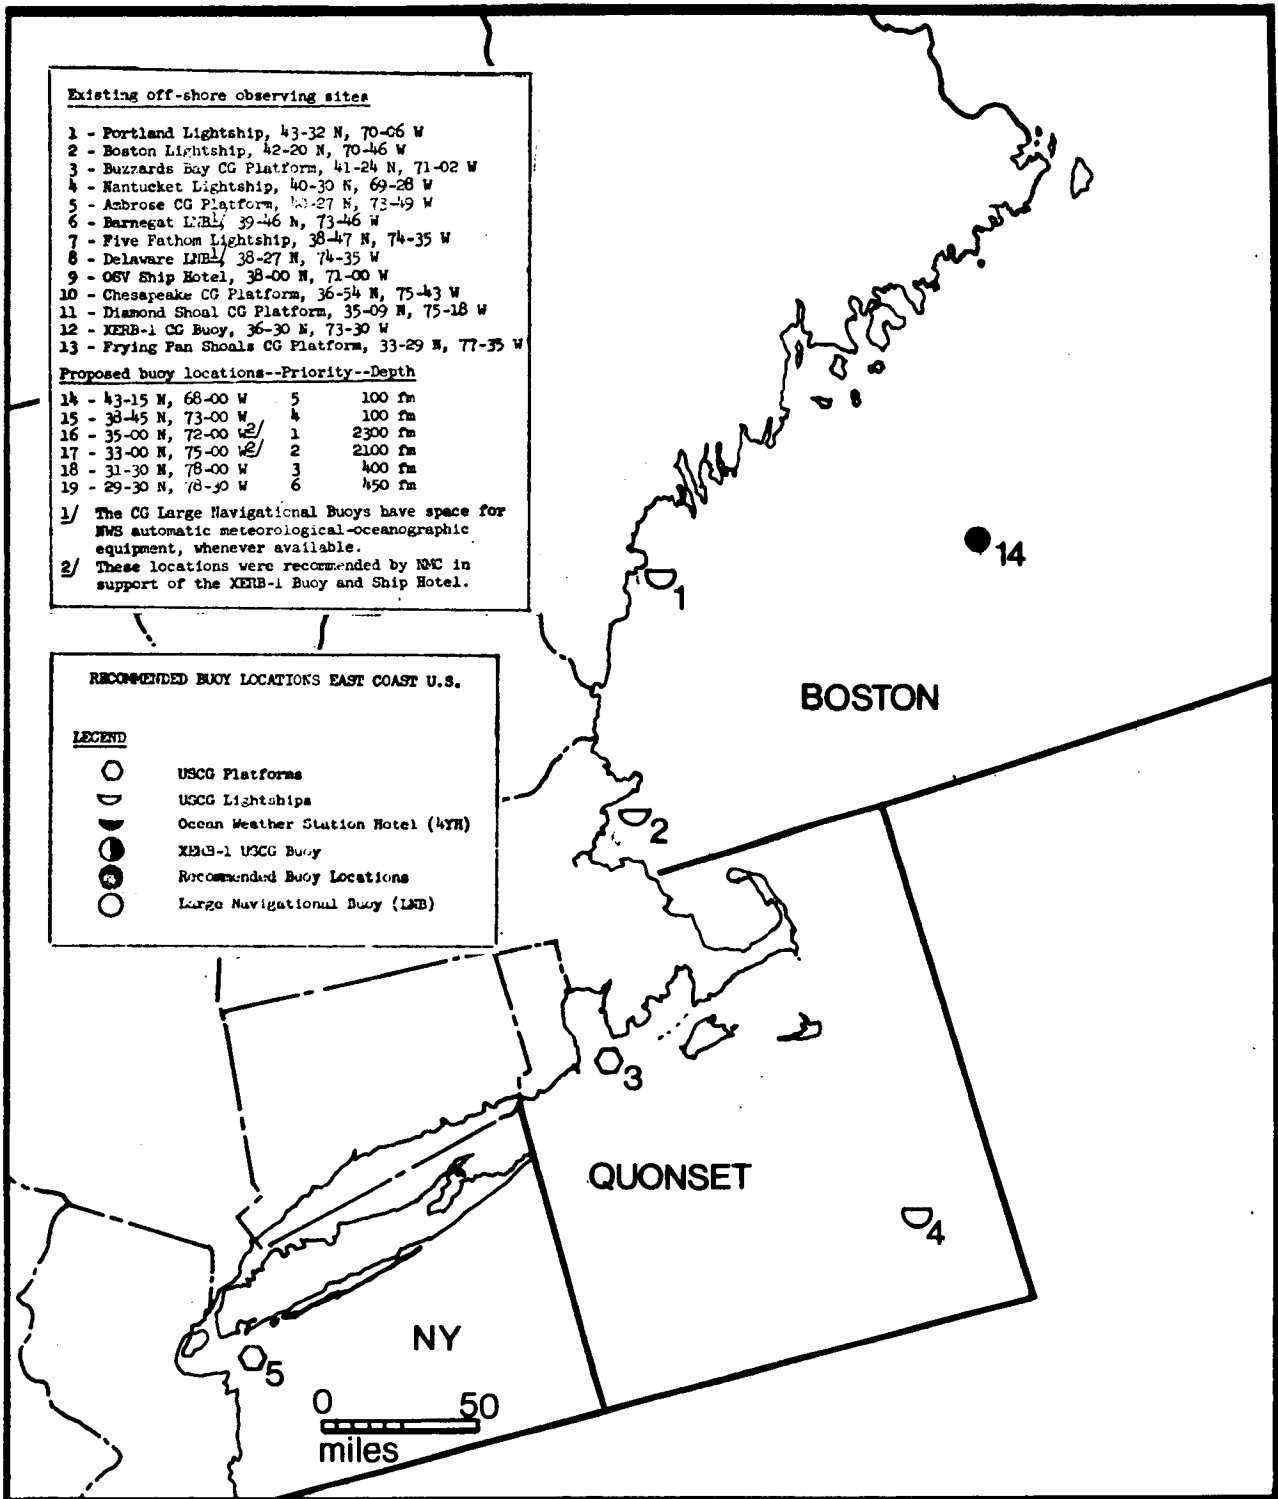 Existing off-shore observing sites
1 - Portland Lightship, 43-32 N, 70-06 W
2 - Boston Lightship, 42-20 N, 70-46 W
3 - Buzzards Bay CG Platform, 41-24 N, 71-02 W
4 - Nantucket Lightship, 40-30 N, 69-28 W
5 - Ambrose CG Platform, 40-27 N, 73-49 W
6 - Barnegat LNB1/ 39-46 N, 73-46 W
7 - Five Fathom Lightship, 38-47 N, 74-35 W
8 - Delaware LNB1/ 38-27 N, 74-35 W
9 - OSV Ship Hotel, 38-00 N, 71-00 W
10 - Chesapeake CG Platform, 36-54 N, 75-43 W
11 - Diamond Shoal CG Platform, 35-09 N, 75-18 W
12 - XERB-1 CG Buoy, 36-30 N, 73-30 W
13 - Frying Pan Shoals CG Platform, 33-29 N, 77-35 W
Proposed buoy locations--Priority--Depth
14 - 43-15 N, 68-00 W 5 100 fm
15 - 38-45 N, 73-00 W 4 100 fm
16 - 35-00 N, 72-00 W2/ 1 2300 fm
17 - 33-00 N, 75-00 W2/ 2 2100 fm
18 - 31-30 N, 78-00 W 3 400 fm
19 - 29-30 N, 78-30 W 6 450 fm
1/ The CG Large Navigational Buoys have space for
NWS automatic meteorological-oceanographic
equipment, whenever available.
2/ These locations were recommended by NMC in
support of the XERB-1 Buoy and Ship Hotel.
14
1
RECOMMENDED BUOY LOCATIONS EAST COAST U.S.
BOSTON
LEGEND
USCG Platforms
USCG Lightships
Ocean Weather Station Hotel (4YH)
XERB-1 USCG Buoy
Recommended Buoy Locations
Large Navigational Buoy (LNB)
2
3
QUONSET
4
NY
5
0 50
miles